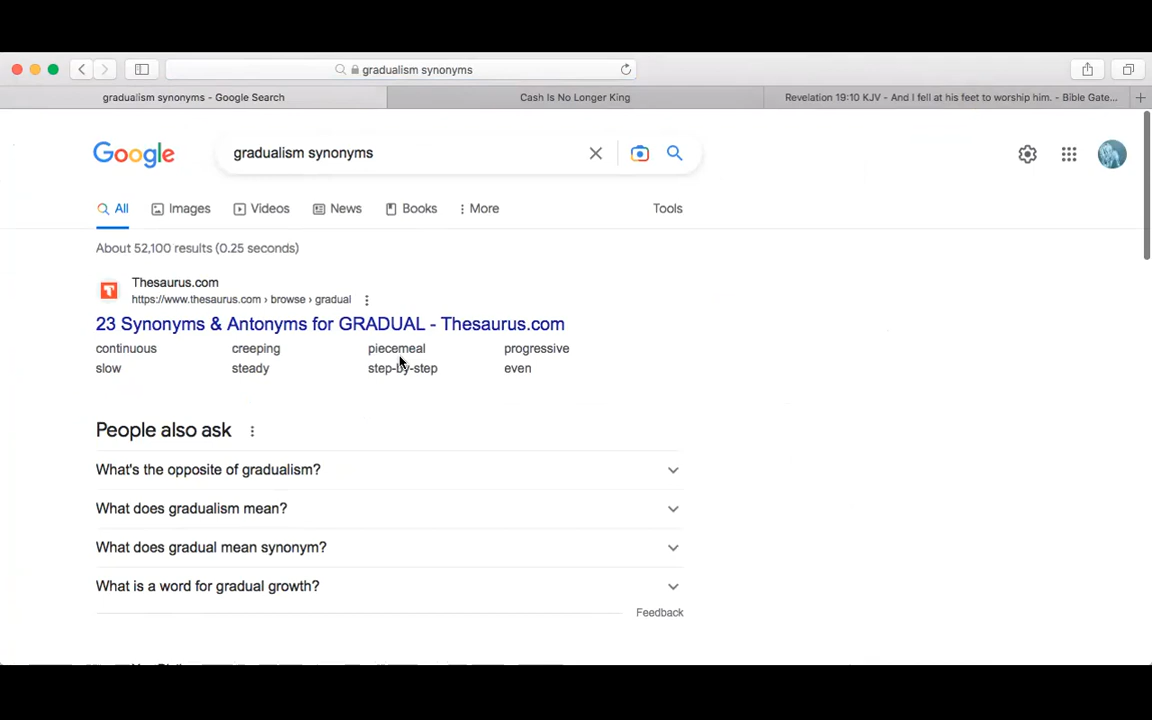 gradualism synonyms
gradualism synonyms - Google Search
Cash Is No Longer King
Revelation 19:10 KJV - And I fell at his feet to worship him. - Bible Gate...
Google
gradualism synonyms
All
Images
Videos
News
Books
More
Tools
About 52,100 results (0.25 seconds)
Thesaurus.com
https://www.thesaurus.com › browse › gradual
23 Synonyms & Antonyms for GRADUAL - Thesaurus.com
continuous creeping piecemeal progressive
slow steady step-by-step even
People also ask
What's the opposite of gradualism?
What does gradualism mean?
What does gradual mean synonym?
What is a word for gradual growth?
Feedback